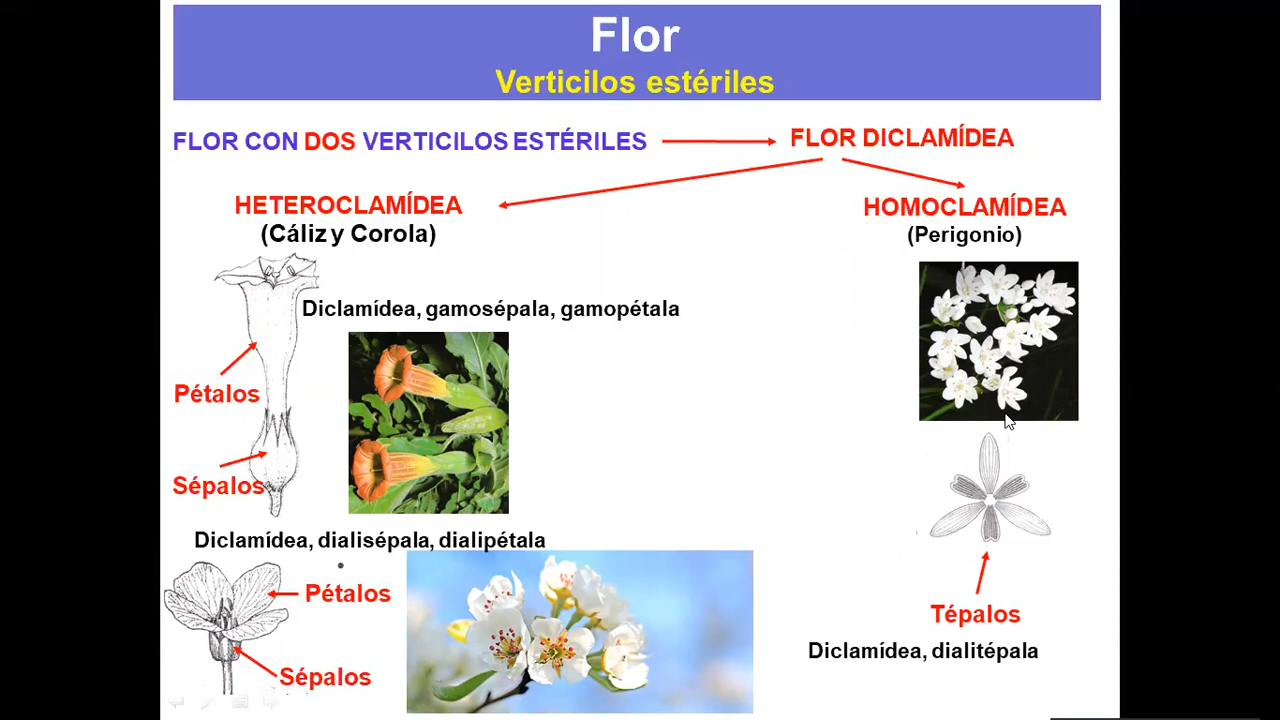 Flor
Verticilos estériles
FLOR CON DOS VERTICILOS ESTÉRILES
FLOR DICLAMÍDEA
HETEROCLAMÍDEA
(Cáliz y Corola)
HOMOCLAMÍDEA
(Perigonio)
Diclamídea, gamosépala, gamopétala
Pétalos
Sépalos
Diclamídea, dialisépala, dialipétala
Pétalos
Sépalos
Tépalos
Diclamídea, dialitépala